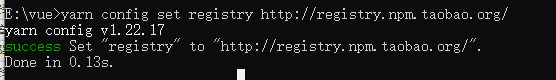 E:\vue>yarn config set registry http://registry.npm.taobao.org/
yarn config v1.22.17
success Set "registry" to "http://registry.npm.taobao.org/".
Done in 0.13s.